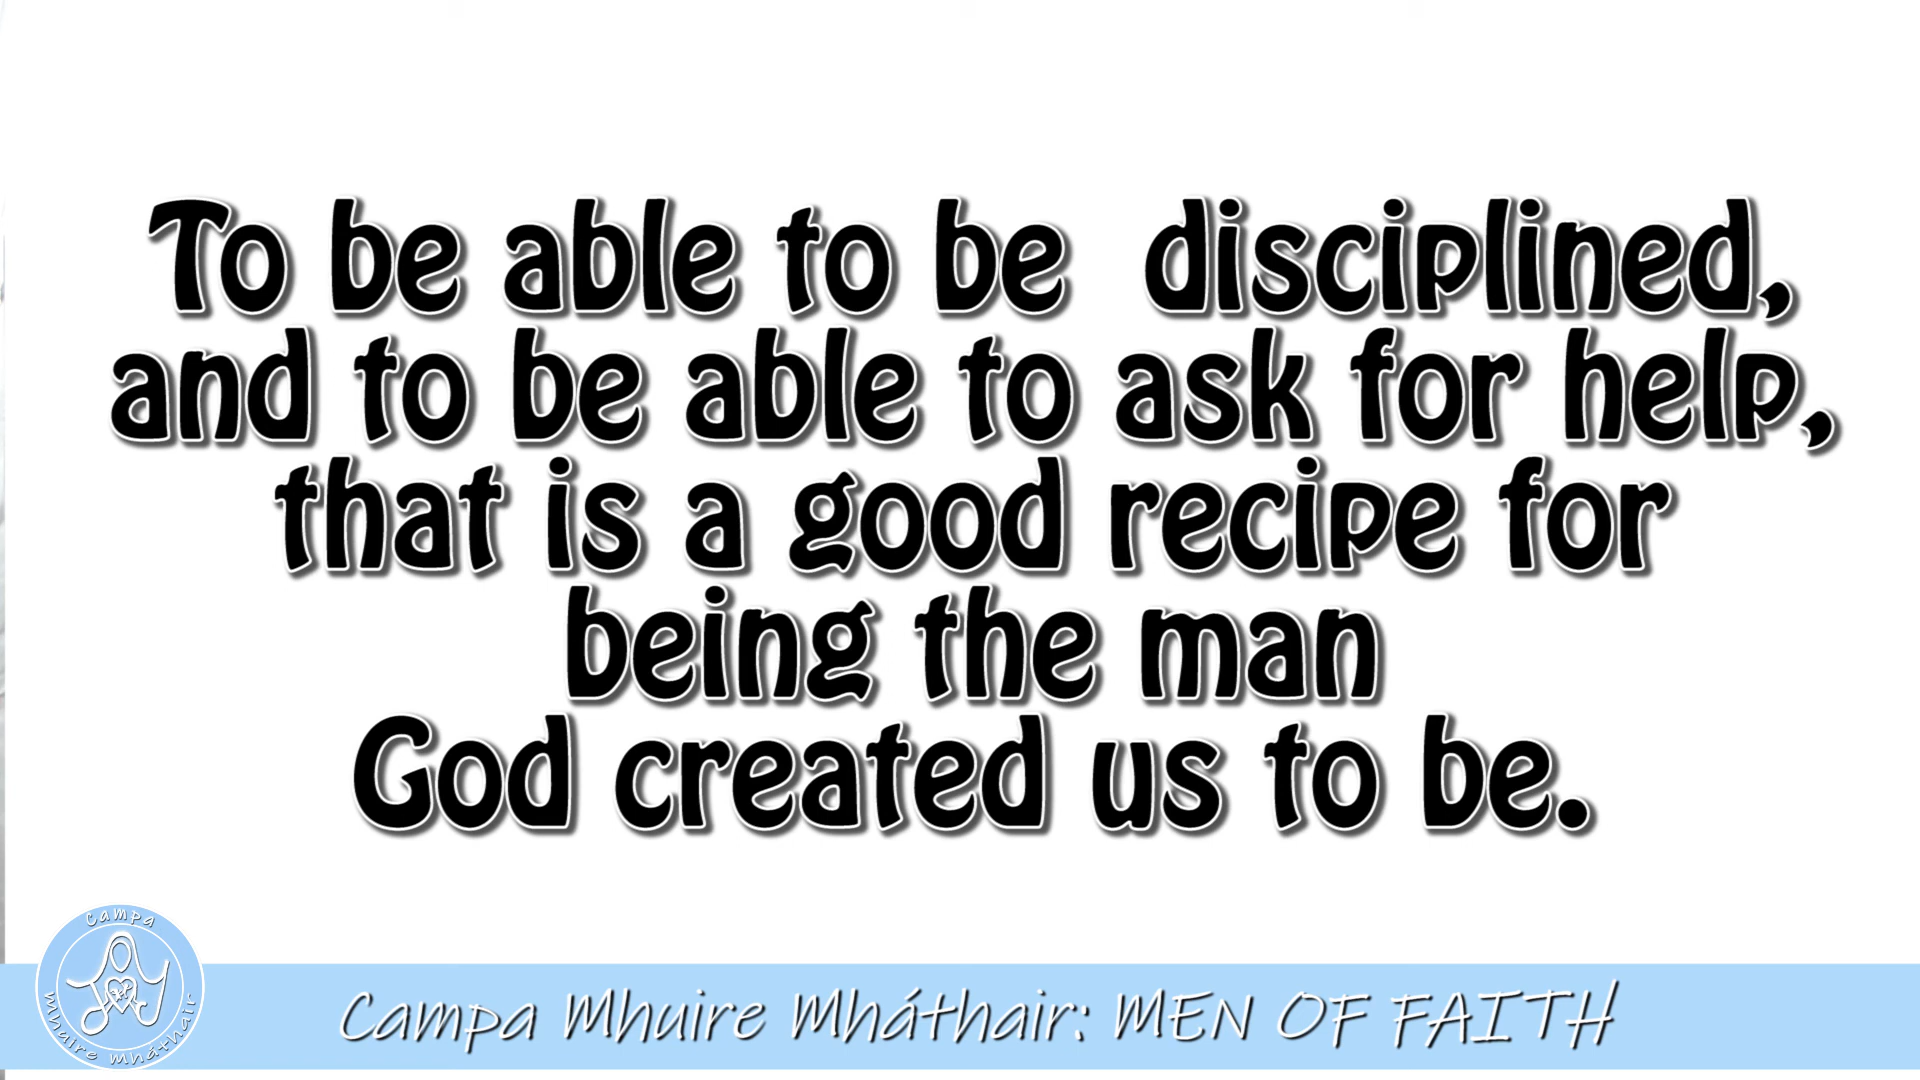 To be able to be  disciplined,
and to be able to ask for help,
that is a good recipe for
being the man
God created us to be.
Campa
Mhuire Mháthair
Campa Mhuire Mháthair: MEN OF FAITH